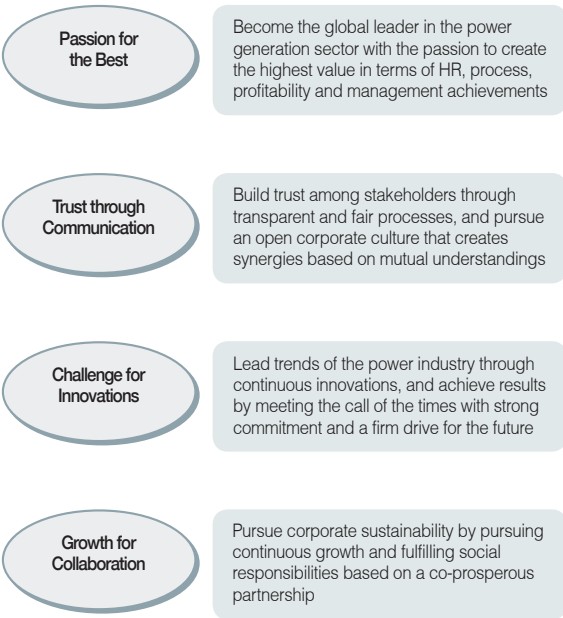 Passion for
the Best
Become the global leader in the power
generation sector with the passion to create
the highest value in terms of HR, process,
profitability and management achievements
Trust through
Communication
Build trust among stakeholders through
transparent and fair processes, and pursue
an open corporate culture that creates
synergies based on mutual understandings
Challenge for
Innovations
Lead trends of the power industry through
continuous innovations, and achieve results
by meeting the call of the times with strong
commitment and a firm drive for the future
Growth for
Collaboration
Pursue corporate sustainability by pursuing
continuous growth and fulfilling social
responsibilities based on a co-prosperous
partnership